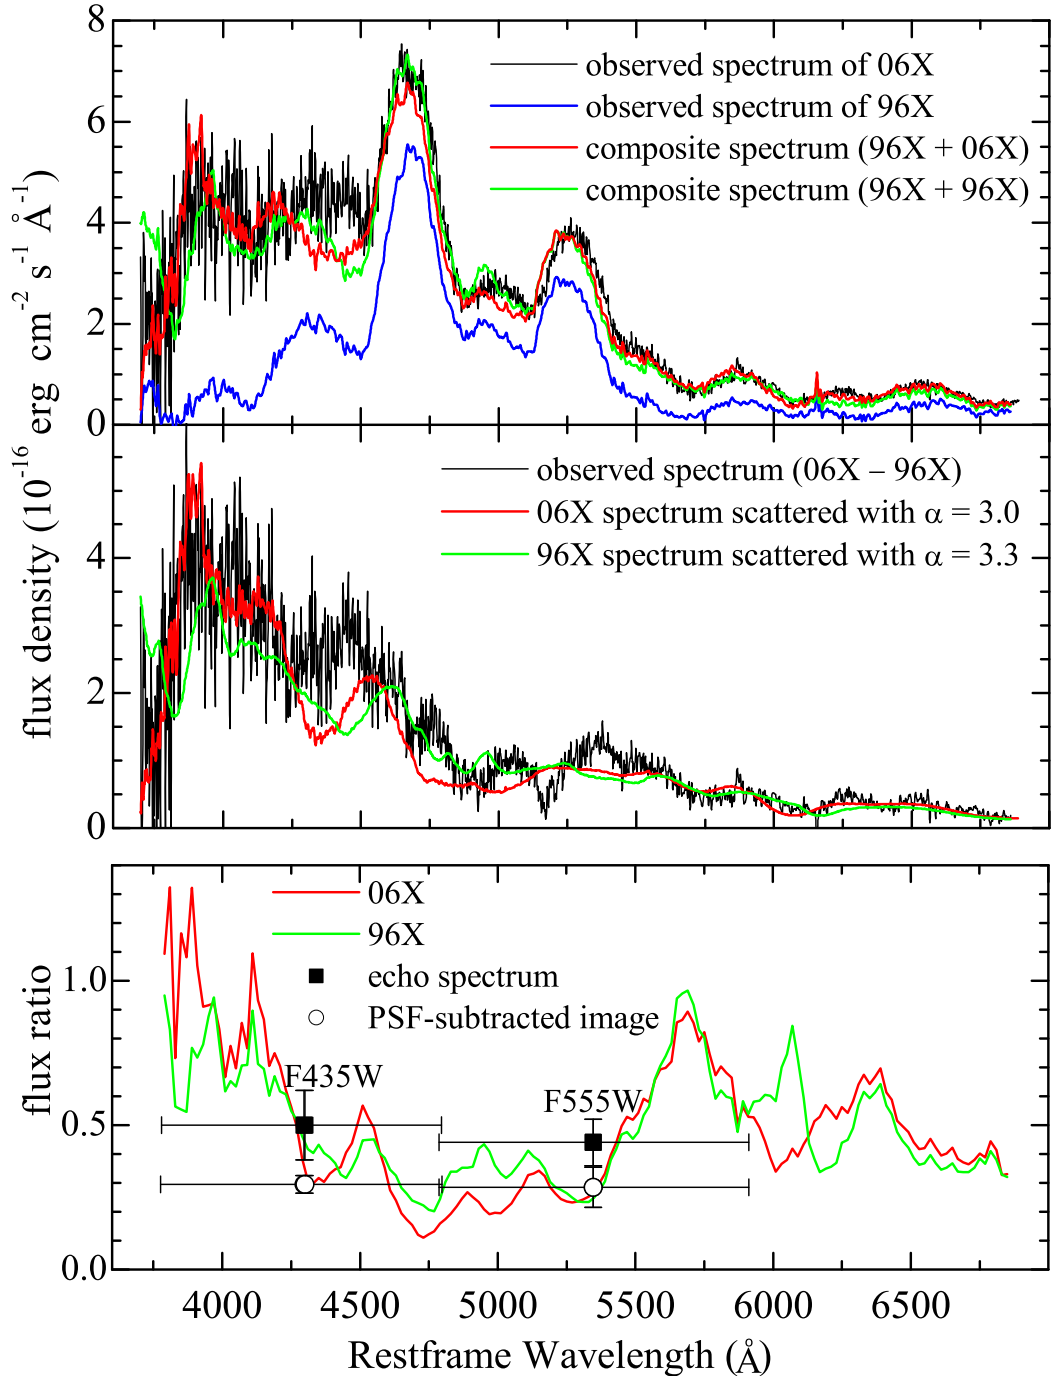 flux density (10⁻¹⁶ erg cm⁻² s⁻¹ Å⁻¹)
8
6
4
2
0
observed spectrum of 06X
observed spectrum of 96X
composite spectrum (96X + 06X)
composite spectrum (96X + 96X)
4
2
0
observed spectrum (06X – 96X)
06X spectrum scattered with α = 3.0
96X spectrum scattered with α = 3.3
flux ratio
1.0
0.5
0.0
06X
96X
echo spectrum
PSF-subtracted image
F435W
F555W
4000 4500 5000 5500 6000 6500
Restframe Wavelength (Å)